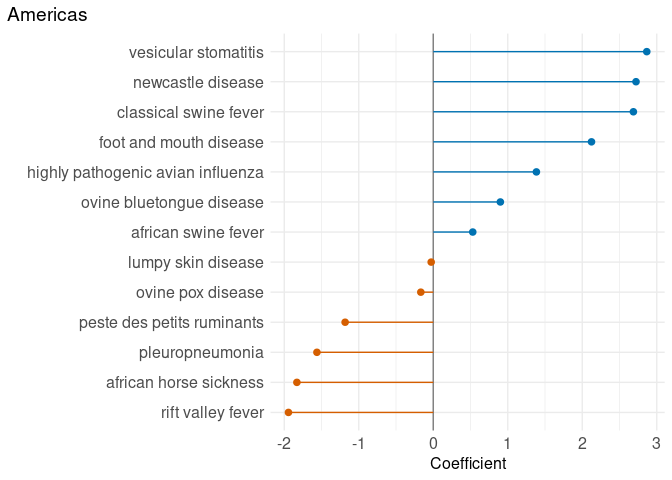 Americas
vesicular stomatitis
newcastle disease
classical swine fever
foot and mouth disease
highly pathogenic avian influenza
ovine bluetongue disease
african swine fever
lumpy skin disease
ovine pox disease
peste des petits ruminants
pleuropneumonia
african horse sickness
rift valley fever
-2 -1 0 1 2 3
Coefficient